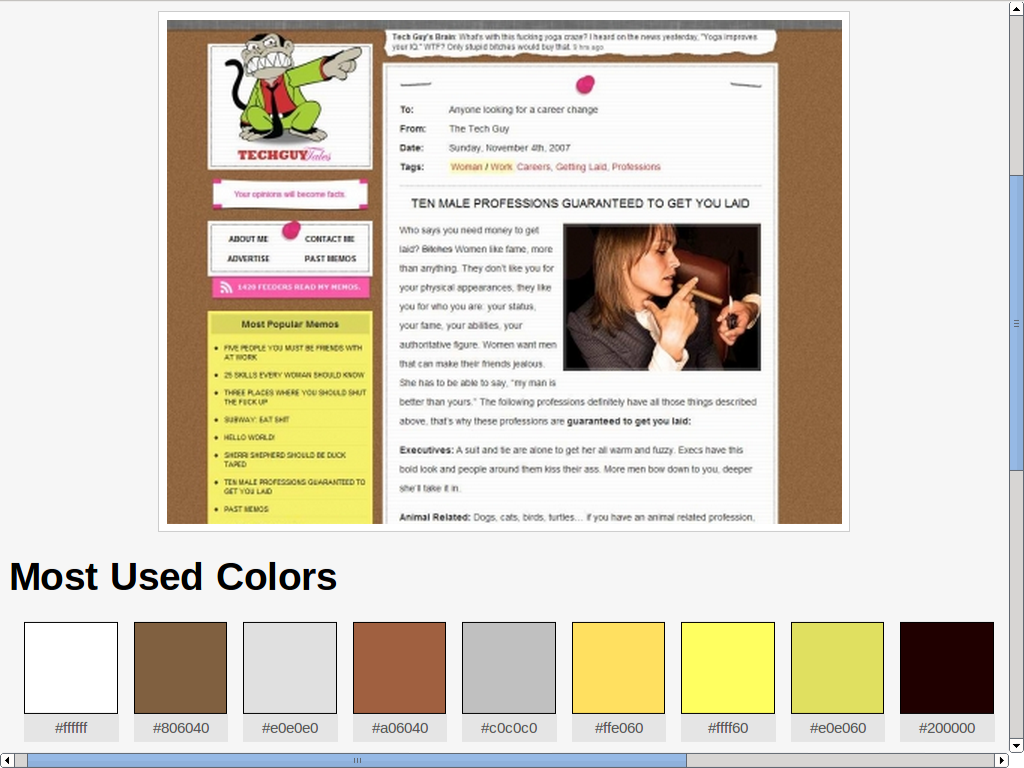 Tech Guy's Brain: What's with this fucking yoga craze? I heard on the news yesterday, "Yoga improves
your IQ." WTF? Only stupid bitches would buy that. 9 hrs ago
TECHGUYTales
Your opinions will become facts.
ABOUT ME
CONTACT ME
ADVERTISE
PAST MEMOS
1420 FEEDERS READ MY MEMOS.
Most Popular Memos
FIVE PEOPLE YOU MUST BE FRIENDS WITH
AT WORK
25 SKILLS EVERY WOMAN SHOULD KNOW
THREE PLACES WHERE YOU SHOULD SHUT
THE FUCK UP
SUBWAY: EAT SHIT
HELLO WORLD!
SHERRI SHEPHERD SHOULD BE DUCK
TAPED
TEN MALE PROFESSIONS GUARANTEED TO
GET YOU LAID
PAST MEMOS
To: Anyone looking for a career change
From: The Tech Guy
Date: Sunday, November 4th, 2007
Tags: Woman / Work Careers, Getting Laid, Professions
TEN MALE PROFESSIONS GUARANTEED TO GET YOU LAID
Who says you need money to get
laid? Bitches Women like fame, more
than anything. They don't like you for
your physical appearances, they like
you for who you are: your status,
your fame, your abilities, your
authoritative figure. Women want men
that can make their friends jealous.
She has to be able to say, "my man is
better than yours." The following professions definitely have all those things described
above, that's why these professions are guaranteed to get you laid:
Executives: A suit and tie are alone to get her all warm and fuzzy. Execs have this
bold look and people around them kiss their ass. More men bow down to you, deeper
she'll take it in.
Animal Related: Dogs, cats, birds, turtles... if you have an animal related profession,
Most Used Colors
#ffffff
#806040
#e0e0e0
#a06040
#c0c0c0
#ffe060
#ffff60
#e0e060
#200000